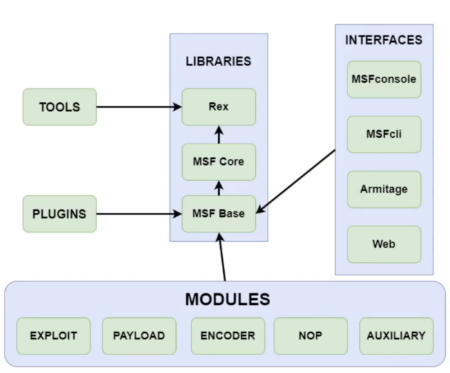 LIBRARIES
INTERFACES
TOOLS
Rex
MSF Core
PLUGINS
MSF Base
MSFconsole
MSFcli
Armitage
Web
MODULES
EXPLOIT
PAYLOAD
ENCODER
NOP
AUXILIARY